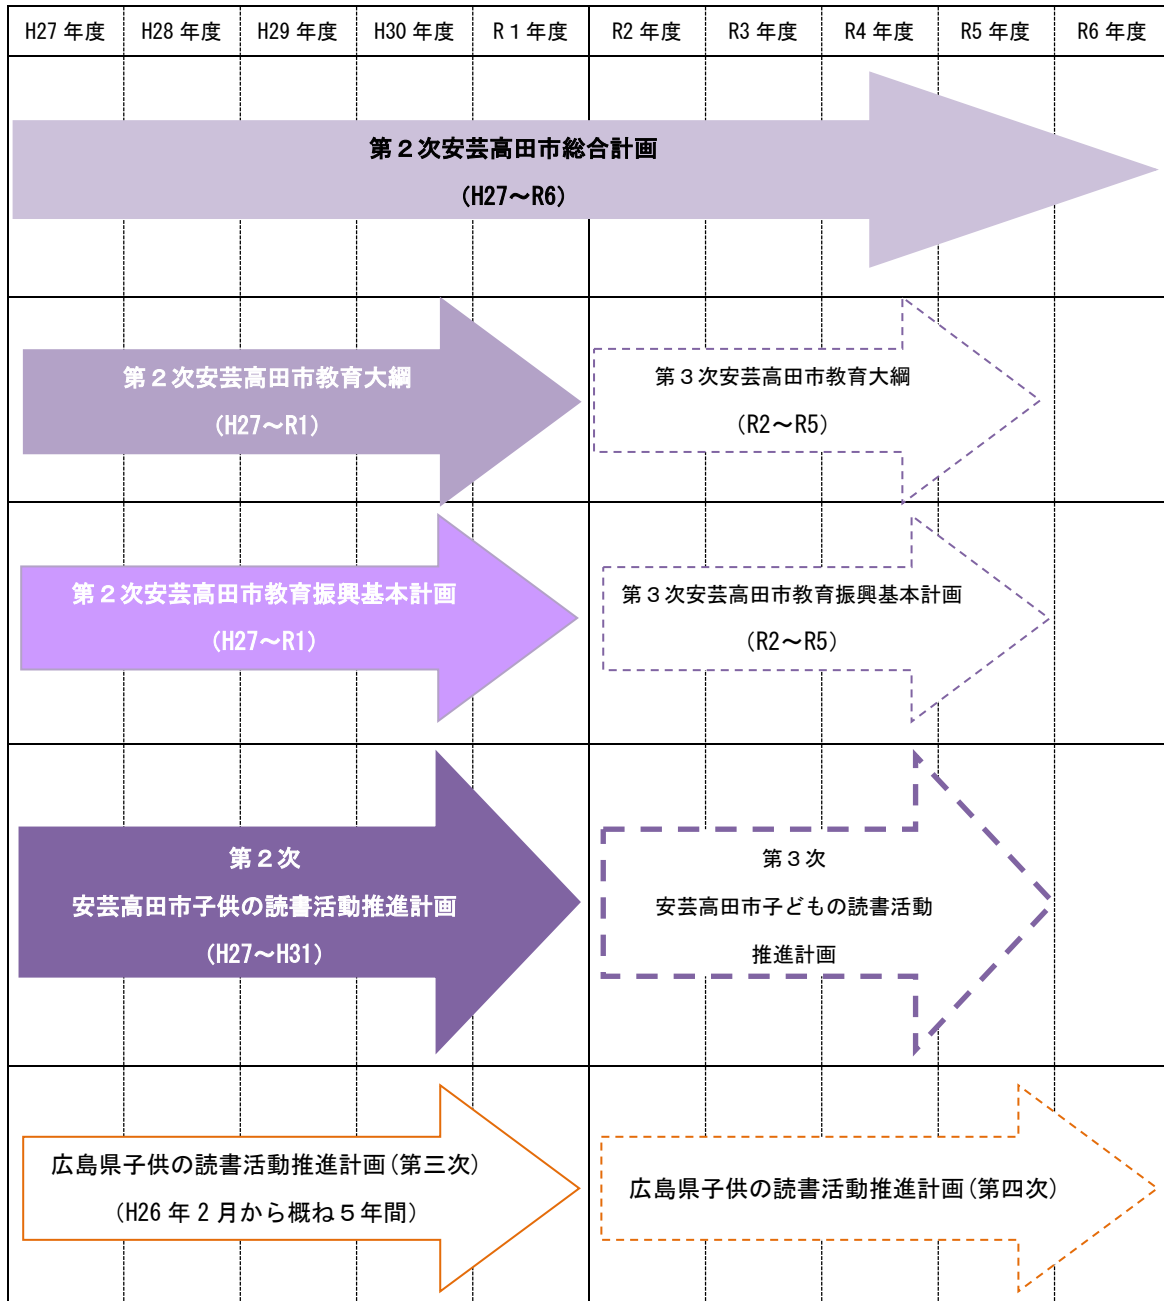 H27 年度 H28 年度 H29 年度 H30 年度 R１年度 R2 年度 R3 年度 R4 年度 R5 年度 R6 年度
第２次安芸高田市総合計画
(H27～R6)
第２次安芸高田市教育大綱
(H27～R1)
第３次安芸高田市教育大綱
(R2～R5)
第２次安芸高田市教育振興基本計画
(H27～R1)
第３次安芸高田市教育振興基本計画
(R2～R5)
第２次
安芸高田市子供の読書活動推進計画
(H27～H31)
第３次
安芸高田市子どもの読書活動
推進計画
広島県子供の読書活動推進計画(第三次)
(H26 年 2 月から概ね５年間)
広島県子供の読書活動推進計画(第四次)